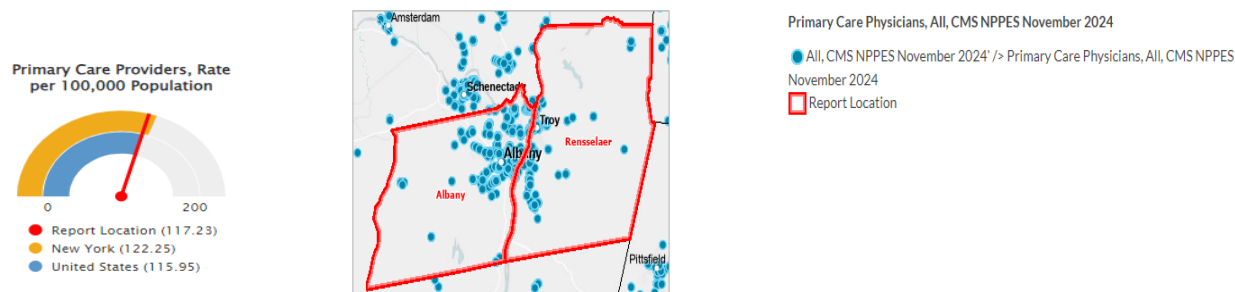 Primary Care Providers, Rate
per 100,000 Population
0
200
Report Location (117.23)
New York (122.25)
United States (115.95)
Amsterdam
Schenectady
Troy
Albany
Rensselaer
Albany
Pittsfield
Primary Care Physicians, All, CMS NPPES November 2024
All, CMS NPPES November 2024' /> Primary Care Physicians, All, CMS NPPES
November 2024
Report Location